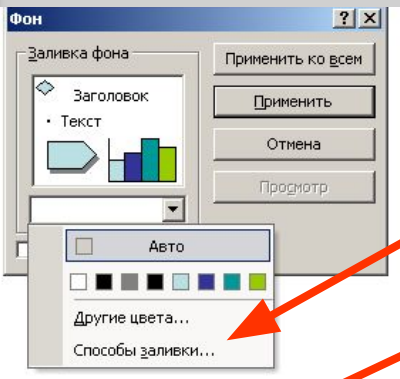 Фон
Заливка фона
Заголовок
• Текст
Применить ко всем
Применить
Отмена
Просмотр
Авто
Другие цвета...
Способы заливки...